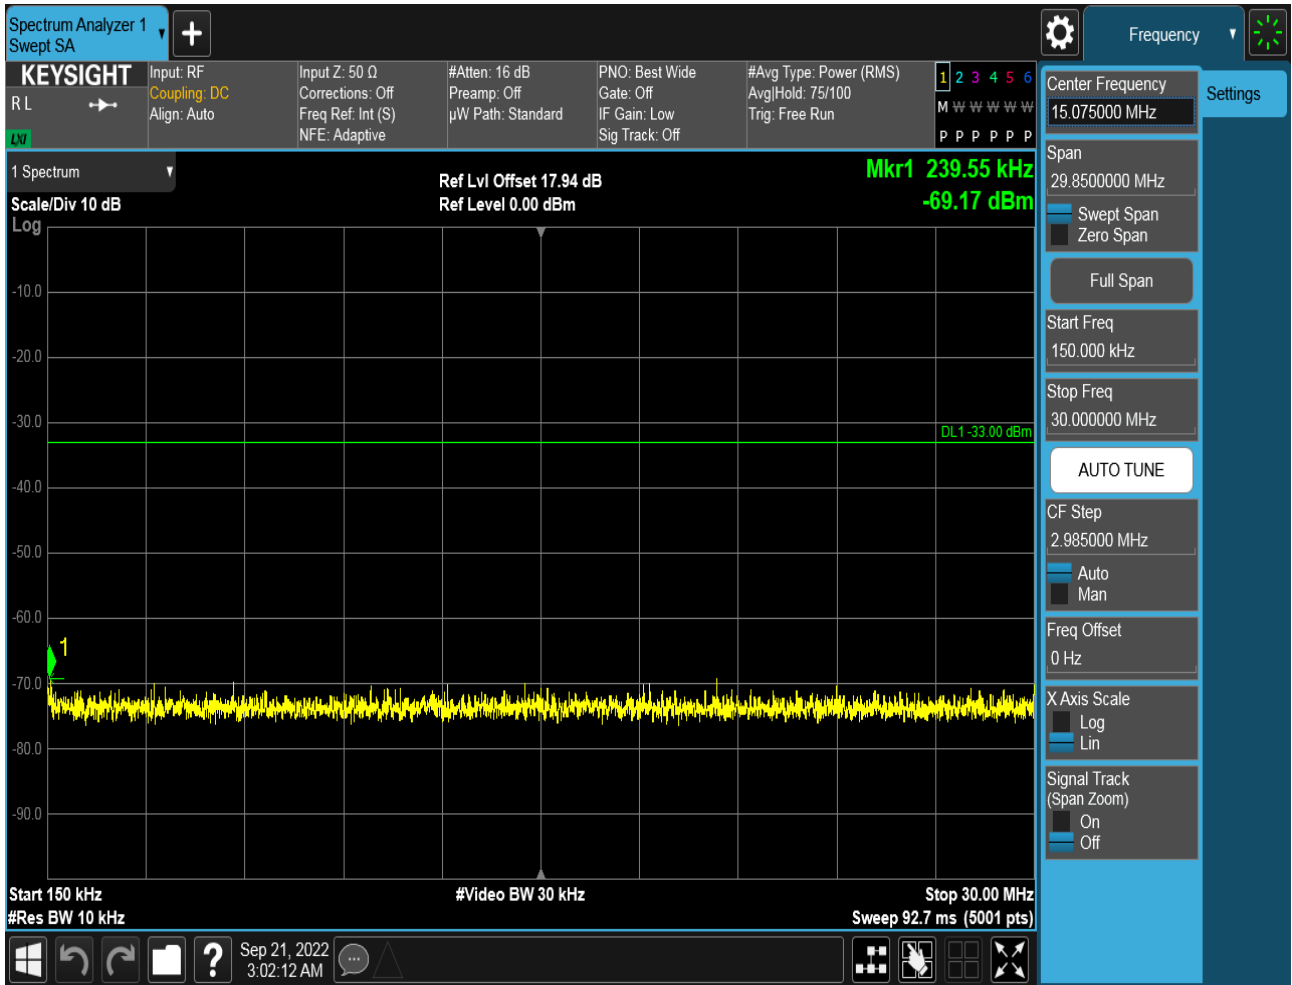 Spectrum Analyzer 1
Swept SA
Frequency
KEYSIGHT
R L
LXI
Input: RF
Coupling: DC
Align: Auto
Input Z: 50 Ω
Corrections: Off
Freq Ref: Int (S)
NFE: Adaptive
#Atten: 16 dB
Preamp: Off
µW Path: Standard
PNO: Best Wide
Gate: Off
IF Gain: Low
Sig Track: Off
#Avg Type: Power (RMS)
Avg|Hold: 75/100
Trig: Free Run
1 2 3 4 5 6
M W W W W W
P P P P P P
1 Spectrum
Scale/Div 10 dB
Log
Ref Lvl Offset 17.94 dB
Ref Level 0.00 dBm
Mkr1 239.55 kHz
-69.17 dBm
-10.0
-20.0
-30.0
DL1 -33.00 dBm
-40.0
-50.0
-60.0
1
-70.0
-80.0
-90.0
Start 150 kHz
#Res BW 10 kHz
#Video BW 30 kHz
Stop 30.00 MHz
Sweep 92.7 ms (5001 pts)
Center Frequency
15.075000 MHz
Settings
Span
29.8500000 MHz
Swept Span
Zero Span
Full Span
Start Freq
150.000 kHz
Stop Freq
30.000000 MHz
AUTO TUNE
CF Step
2.985000 MHz
Auto
Man
Freq Offset
0 Hz
X Axis Scale
Log
Lin
Signal Track
(Span Zoom)
On
Off
?
Sep 21, 2022
3:02:12 AM